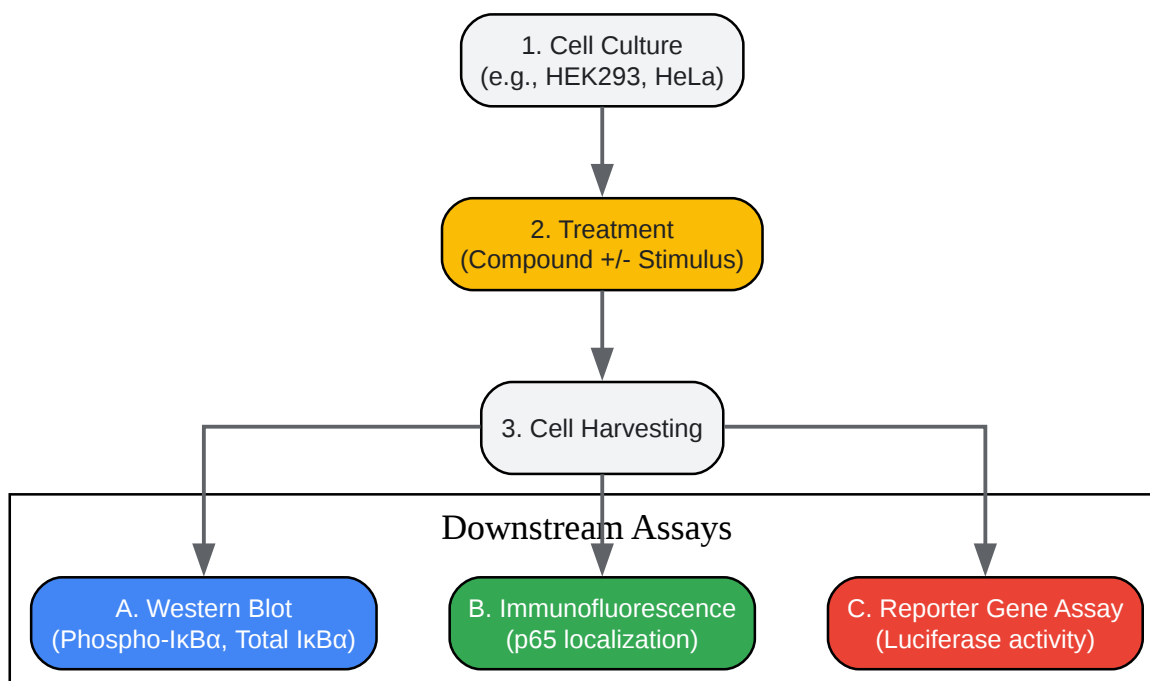 1. Cell Culture
(e.g., HEK293, HeLa)
2. Treatment
(Compound +/- Stimulus)
3. Cell Harvesting
Downstream Assays
A. Western Blot
(Phospho-IκBα, Total IκBα)
B. Immunofluorescence
(p65 localization)
C. Reporter Gene Assay
(Luciferase activity)